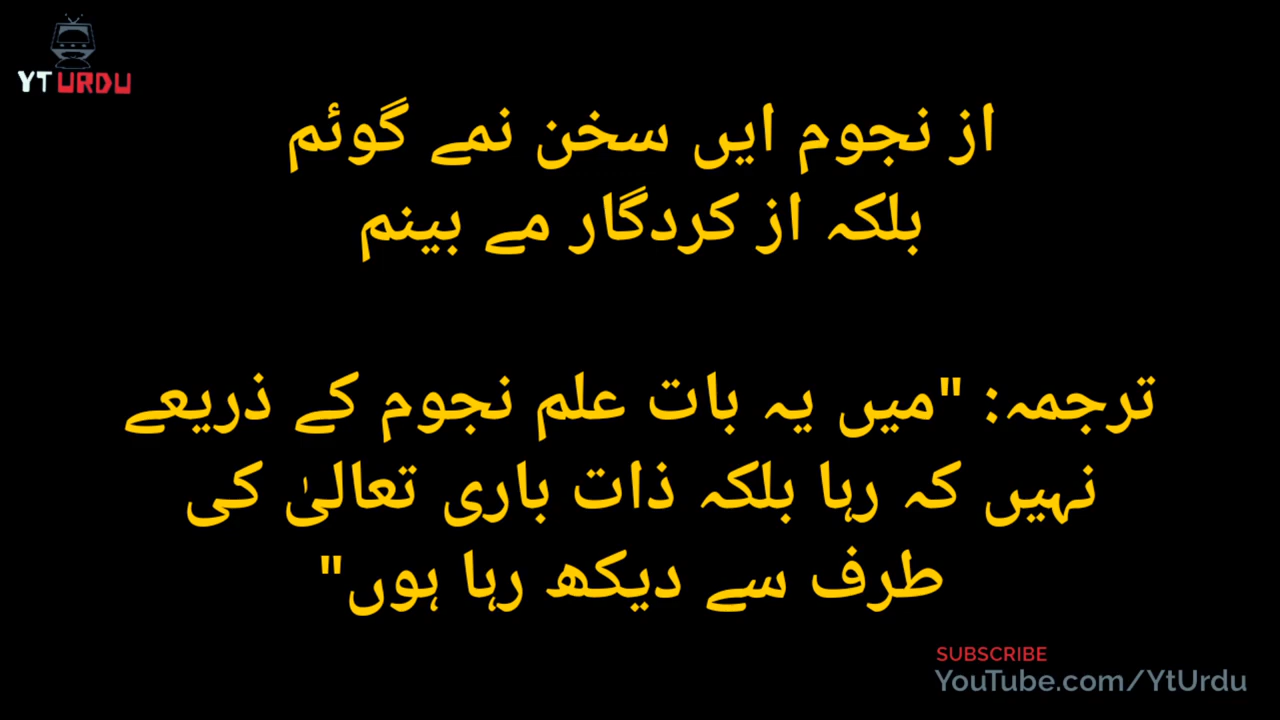 YT URDU
از نجوم ایں سخن نمے گوئم
بلکہ از کردگار مے بینم
ترجمہ: "میں یہ بات علم نجوم کے ذریعے
نہیں کہ رہا بلکہ ذات باری تعالیٰ کی
طرف سے دیکھ رہا ہوں"
SUBSCRIBE
YouTube.com/YtUrdu